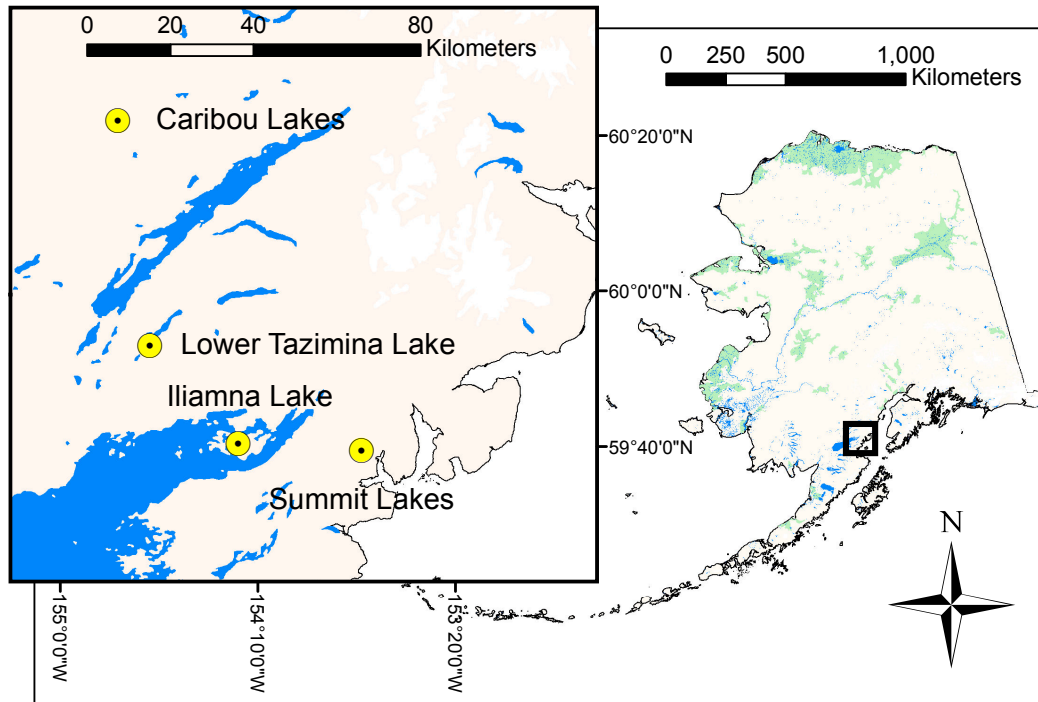 0 20 40 80
Kilometers
Caribou Lakes
Lower Tazimina Lake
Iliamna Lake
Summit Lakes
0 250 500 1,000
Kilometers
60°20'0"N
60°0'0"N
59°40'0"N
155°0'0"W
154°10'0"W
153°20'0"W
N